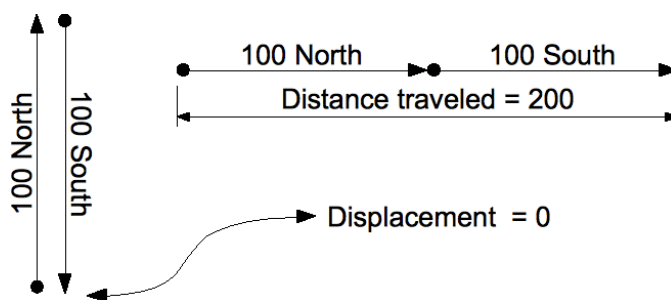 100 North
100 South
100 North
100 South
Distance traveled = 200
Displacement = 0